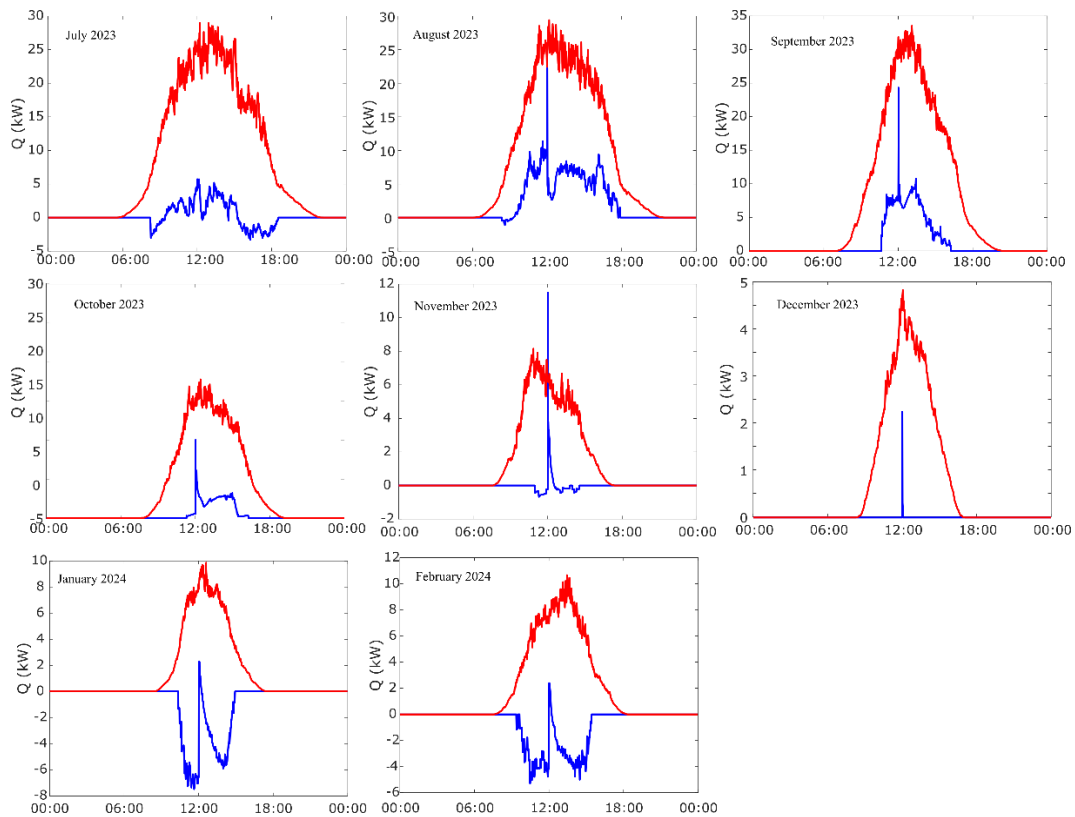 July 2023
Q (kW)
30
25
20
15
10
5
0
-5
00:00 06:00 12:00 18:00 00:00
August 2023
Q (kW)
30
25
20
15
10
5
0
-5
00:00 06:00 12:00 18:00 00:00
September 2023
Q (kW)
35
30
25
20
15
10
5
0
00:00 06:00 12:00 18:00 00:00
October 2023
Q (kW)
30
25
20
15
10
5
0
-5
00:00 06:00 12:00 18:00 00:00
November 2023
Q (kW)
12
10
8
6
4
2
0
-2
00:00 06:00 12:00 18:00 00:00
December 2023
Q (kW)
5
4
3
2
1
0
00:00 06:00 12:00 18:00 00:00
January 2024
Q (kW)
10
8
6
4
2
0
-2
-4
-6
-8
00:00 06:00 12:00 18:00 00:00
February 2024
Q (kW)
12
10
8
6
4
2
0
-2
-4
-6
00:00 06:00 12:00 18:00 00:00